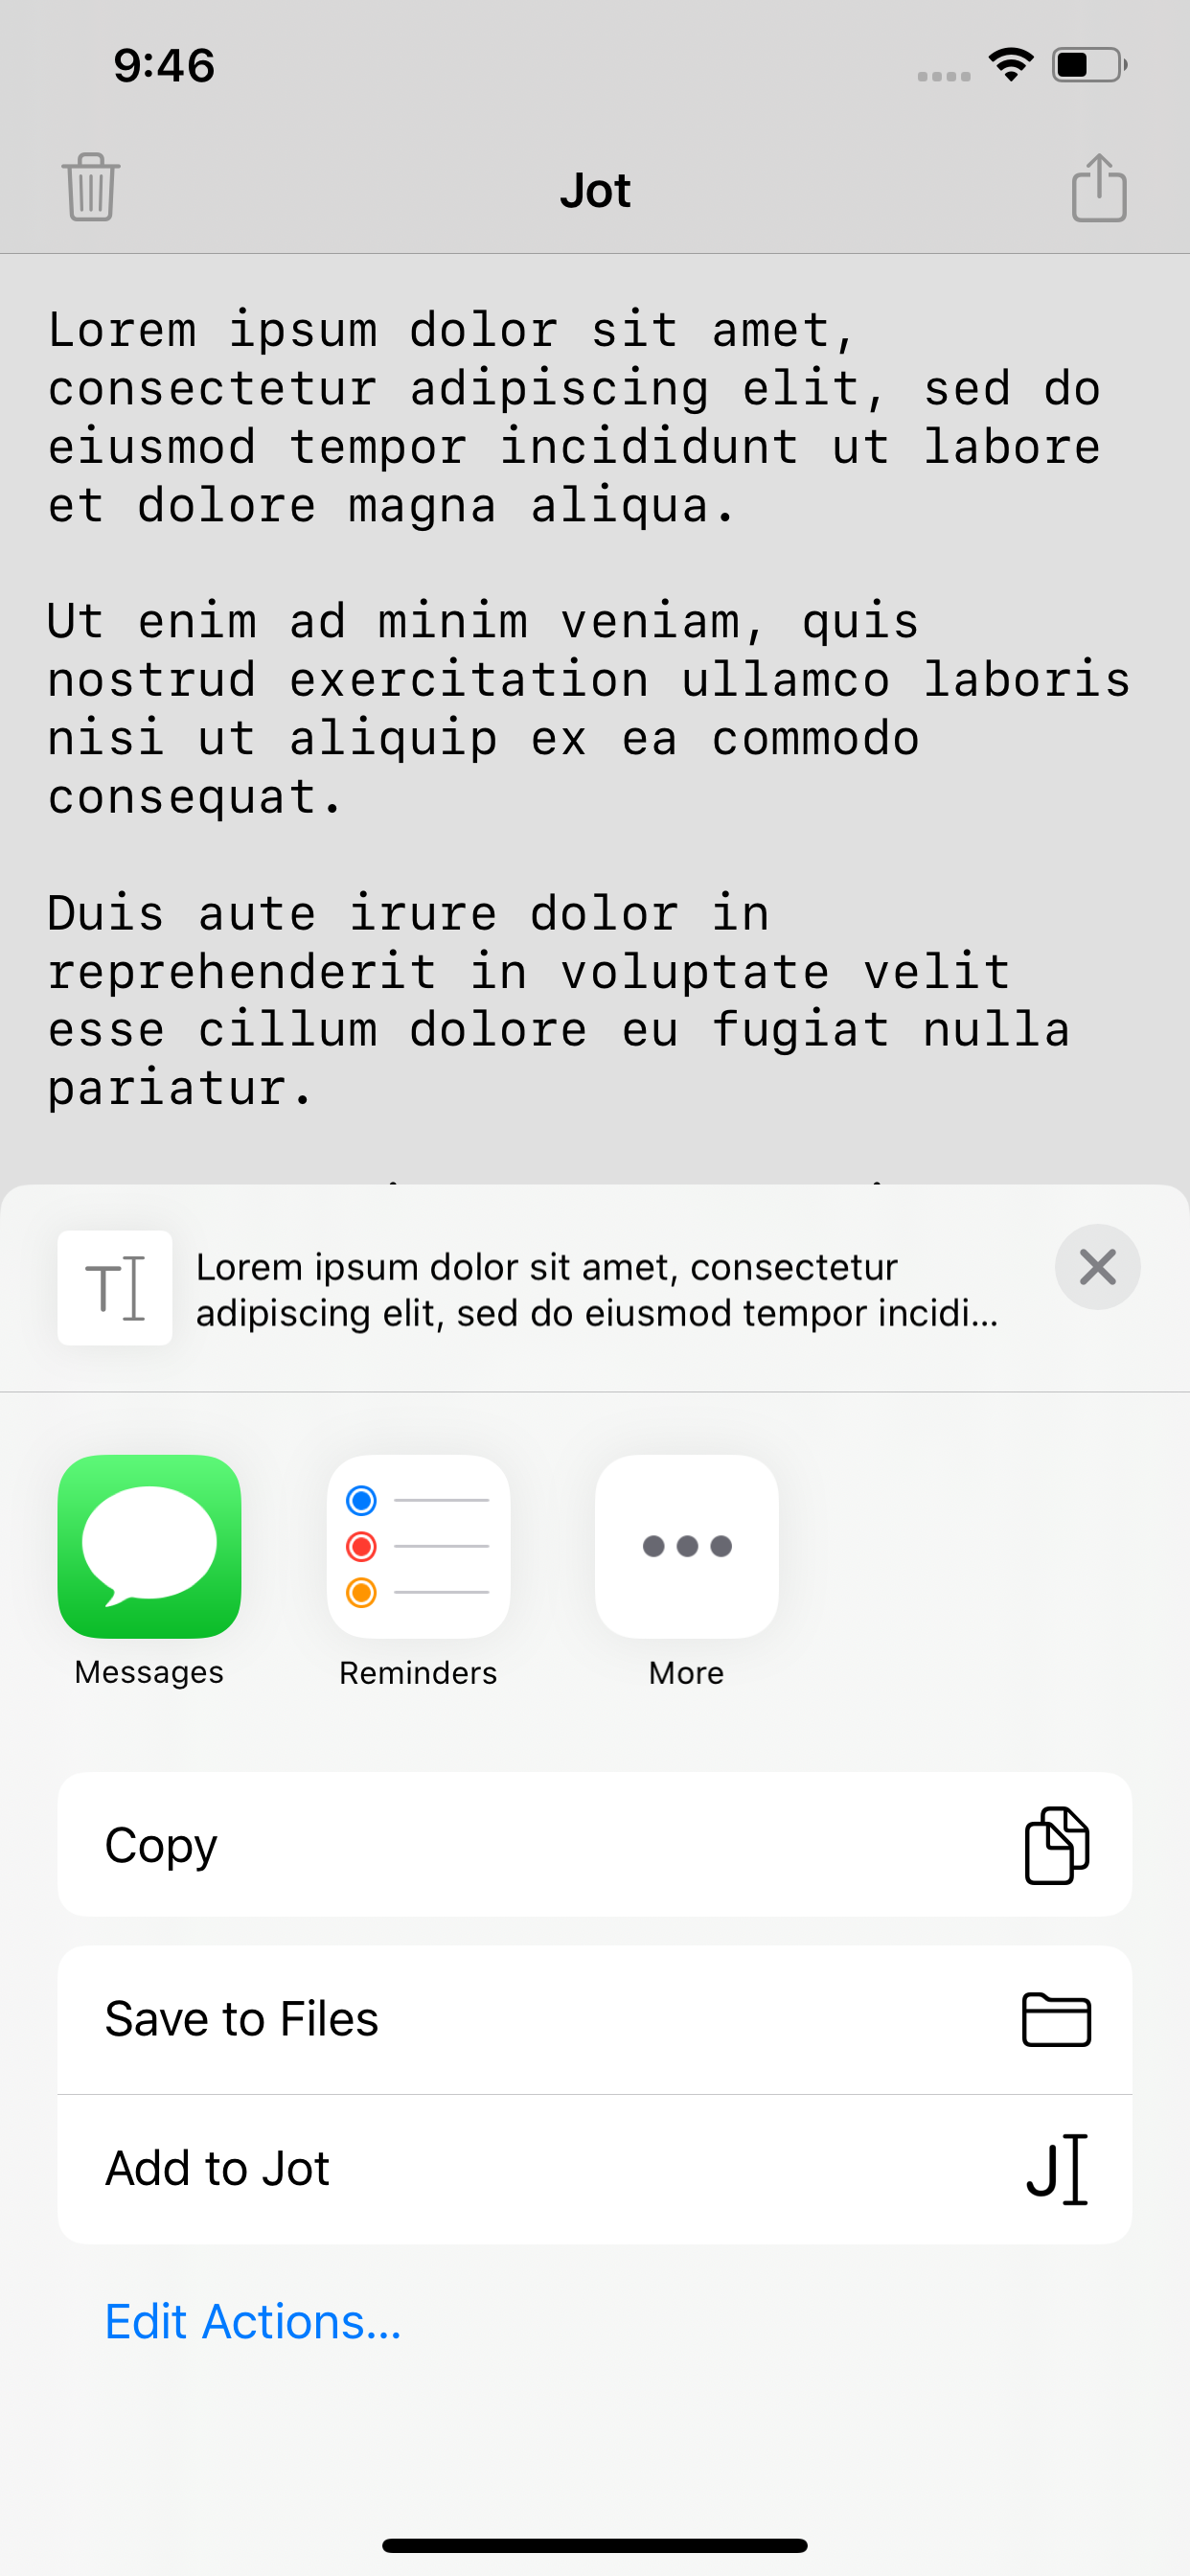 9:46
Jot
Lorem ipsum dolor sit amet,
consectetur adipiscing elit, sed do
eiusmod tempor incididunt ut labore
et dolore magna aliqua.
Ut enim ad minim veniam, quis
nostrud exercitation ullamco laboris
nisi ut aliquip ex ea commodo
consequat.
Duis aute irure dolor in
reprehenderit in voluptate velit
esse cillum dolore eu fugiat nulla
pariatur.
Lorem ipsum dolor sit amet, consectetur
adipiscing elit, sed do eiusmod tempor incidi...
Messages
Reminders
More
Copy
Save to Files
Add to Jot
Edit Actions...